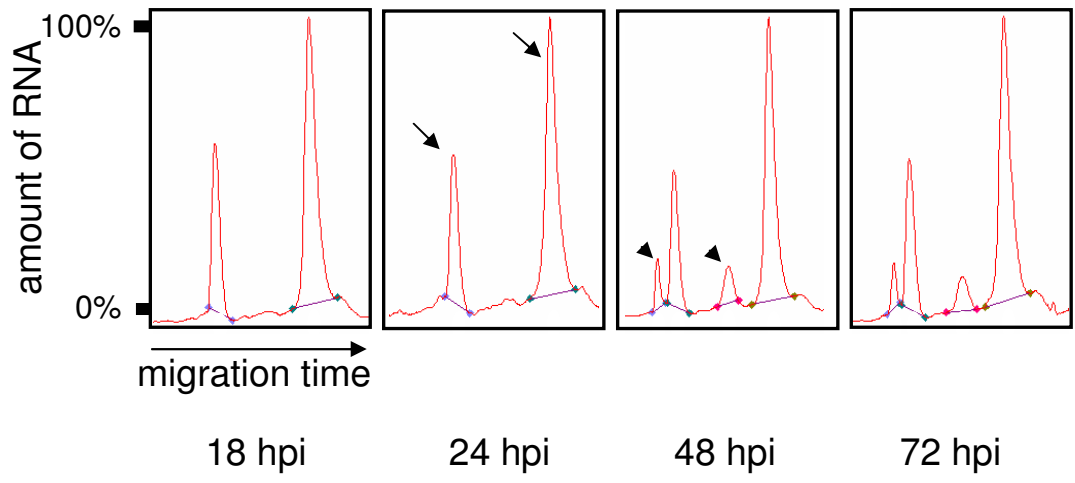 100%
amount of RNA
0%
migration time
18 hpi
24 hpi
48 hpi
72 hpi